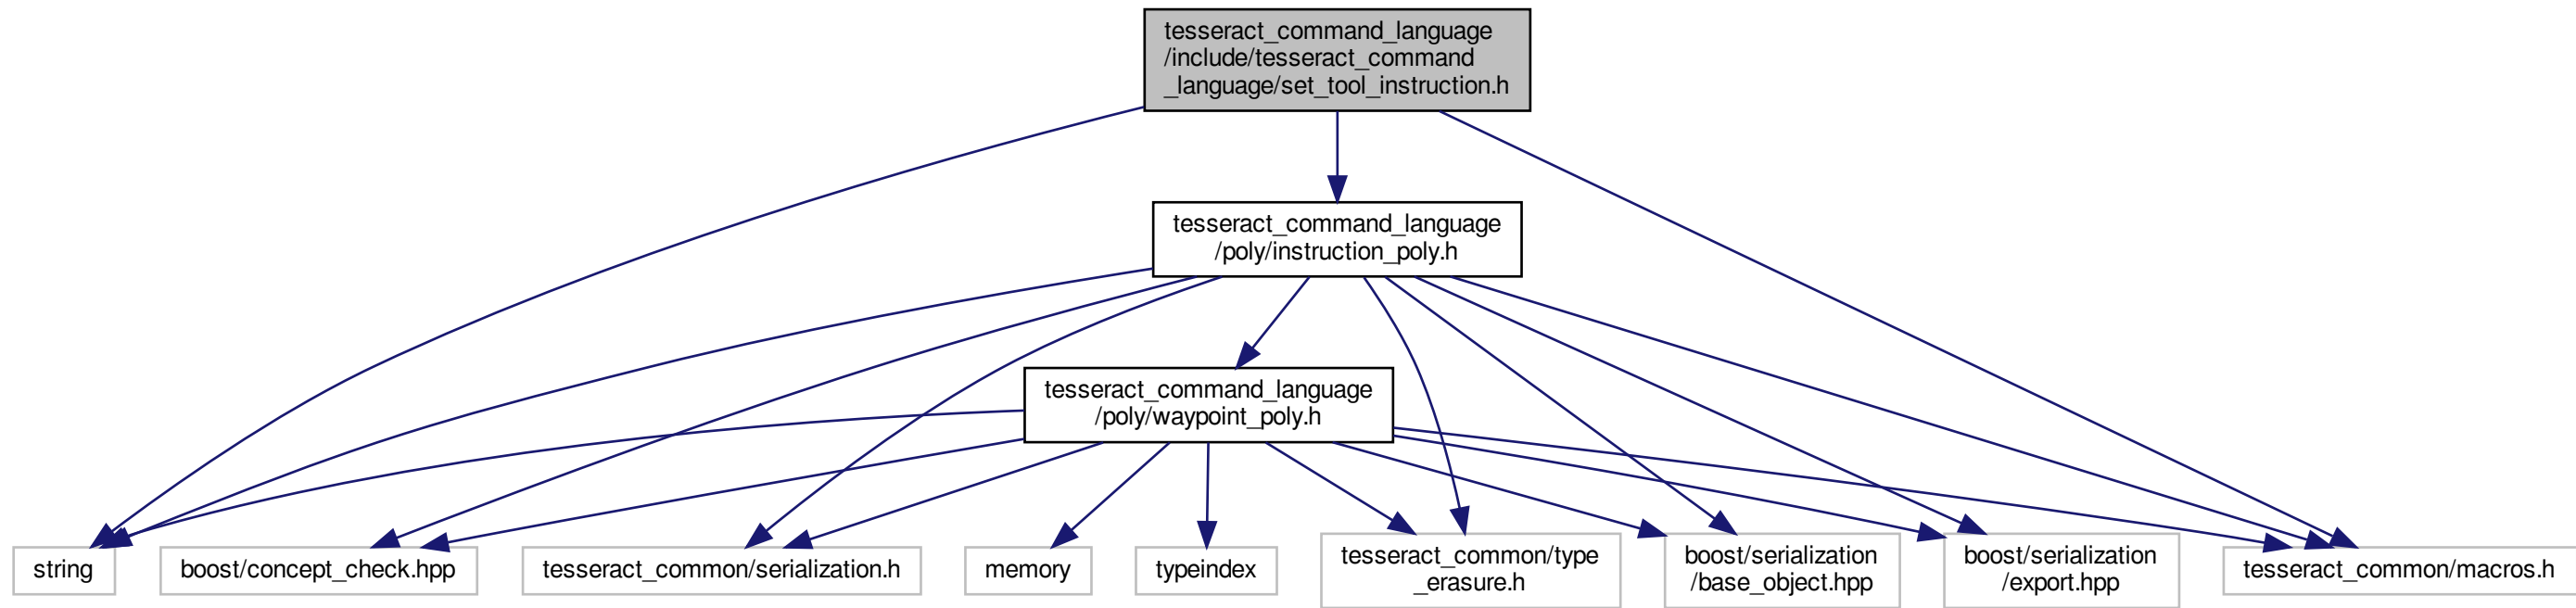 tesseract_command_language
/include/tesseract_command
_language/set_tool_instruction.h
tesseract_command_language
/poly/instruction_poly.h
tesseract_command_language
/poly/waypoint_poly.h
string
boost/concept_check.hpp
tesseract_common/serialization.h
memory
typeindex
tesseract_common/type
_erasure.h
boost/serialization
/base_object.hpp
boost/serialization
/export.hpp
tesseract_common/macros.h